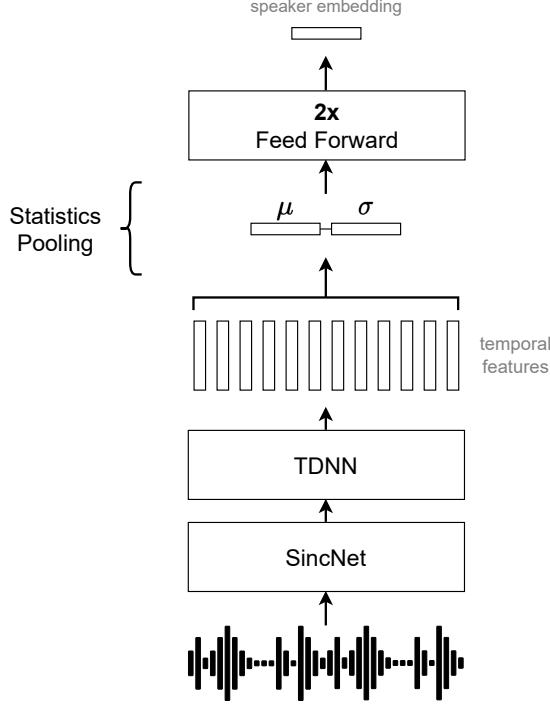 speaker embedding
2x
Feed Forward
μ σ
Statistics
Pooling
temporal
features
TDNN
SincNet